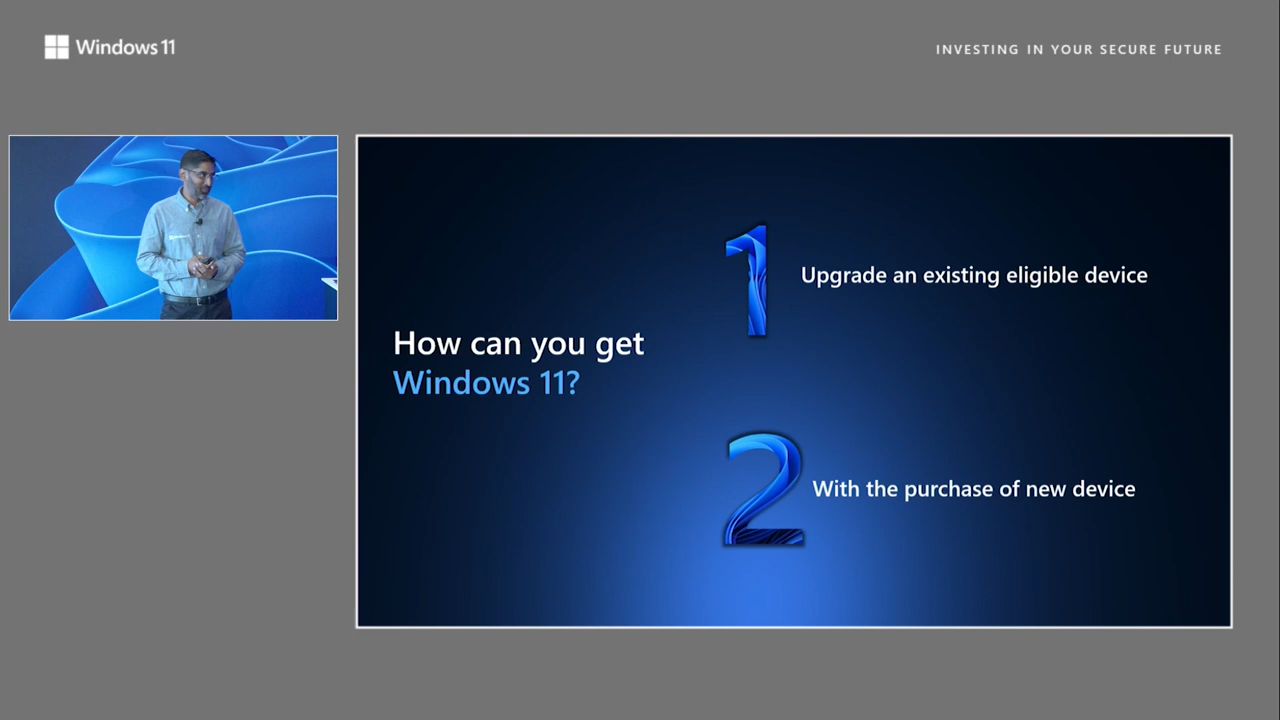 Windows 11
INVESTING IN YOUR SECURE FUTURE
How can you get
Windows 11?
1
Upgrade an existing eligible device
2
With the purchase of new device